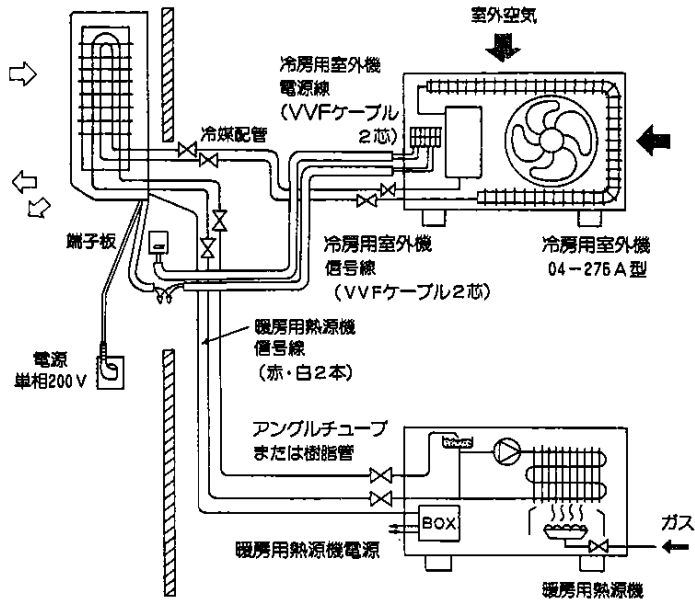 室外空気
冷房用室外機
電源線
(VVFケーブル
2芯)
冷媒配管
端子板
冷房用室外機
信号線
(VVFケーブル2芯)
冷房用室外機
04-276A型
暖房用熱源機
信号線
(赤・白2本)
電源
単相200V
アングルチューブ
または樹脂管
BOX
ガス
暖房用熱源機電源
暖房用熱源機